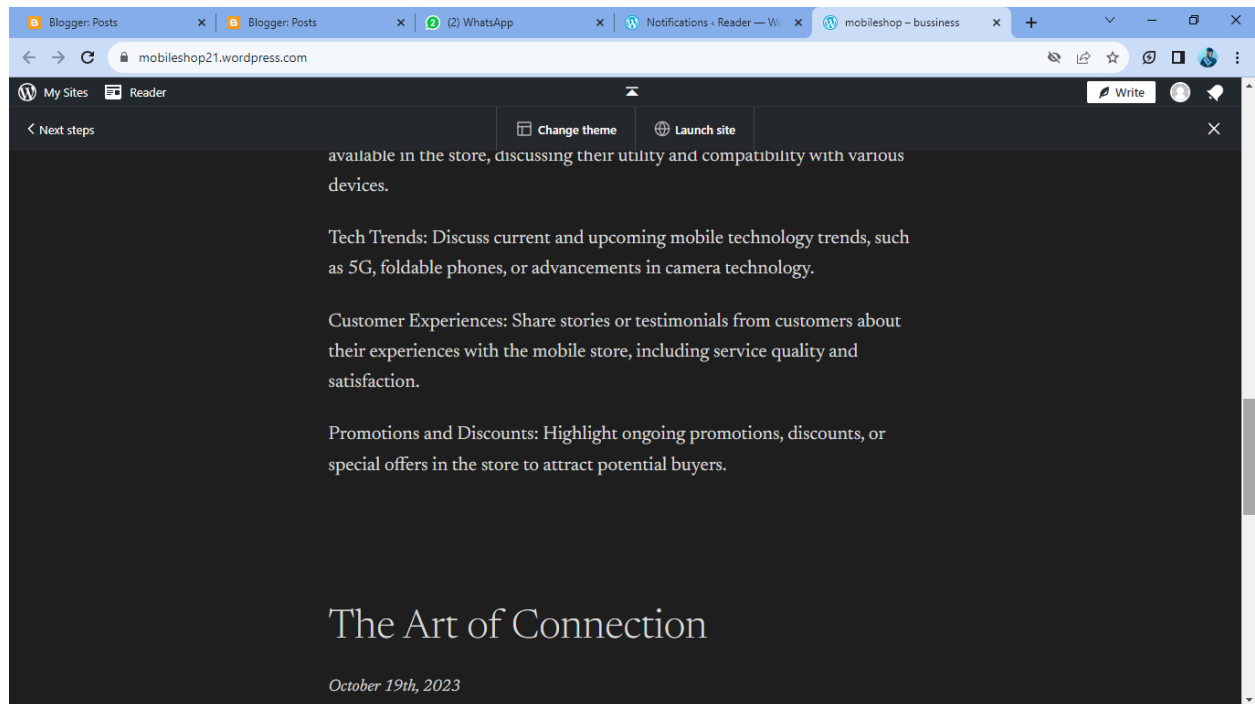 Blogger: Posts
Blogger: Posts
2 (2) WhatsApp
Notifications ‹ Reader — Wo
mobileshop – bussiness
mobileshop21.wordpress.com
My Sites Reader Write
Next steps Change theme Launch site
available in the store, discussing their utility and compatibility with various
devices.
Tech Trends: Discuss current and upcoming mobile technology trends, such
as 5G, foldable phones, or advancements in camera technology.
Customer Experiences: Share stories or testimonials from customers about
their experiences with the mobile store, including service quality and
satisfaction.
Promotions and Discounts: Highlight ongoing promotions, discounts, or
special offers in the store to attract potential buyers.
The Art of Connection
October 19th, 2023